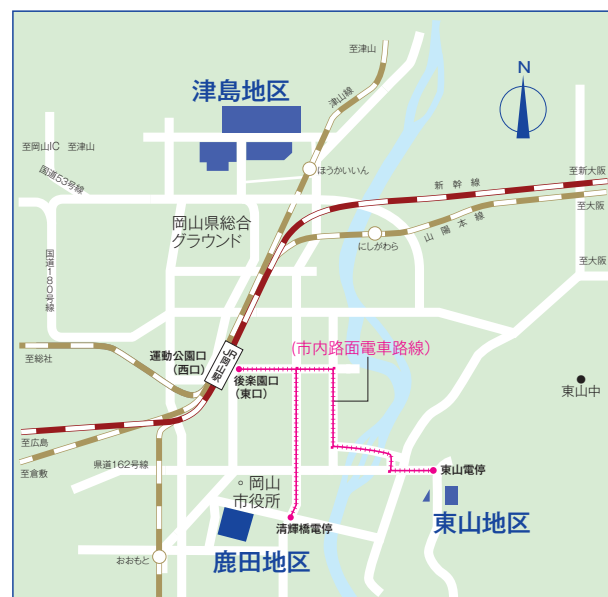 至津山
津島地区
津山線
N
至岡山IC 至津山
国道53号線
ほうかいいん
至新大阪
新幹線
至大阪
岡山県総合
グラウンド
にしがわら
山陽本線
至大阪
国道180号線
(市内路面電車路線)
至総社
運動公園口
(西口)
JR岡山駅
後楽園口
(東口)
東山中
至広島
県道162号線
至倉敷
東山電停
岡山
市役所
東山地区
清輝橋電停
鹿田地区
おおもと